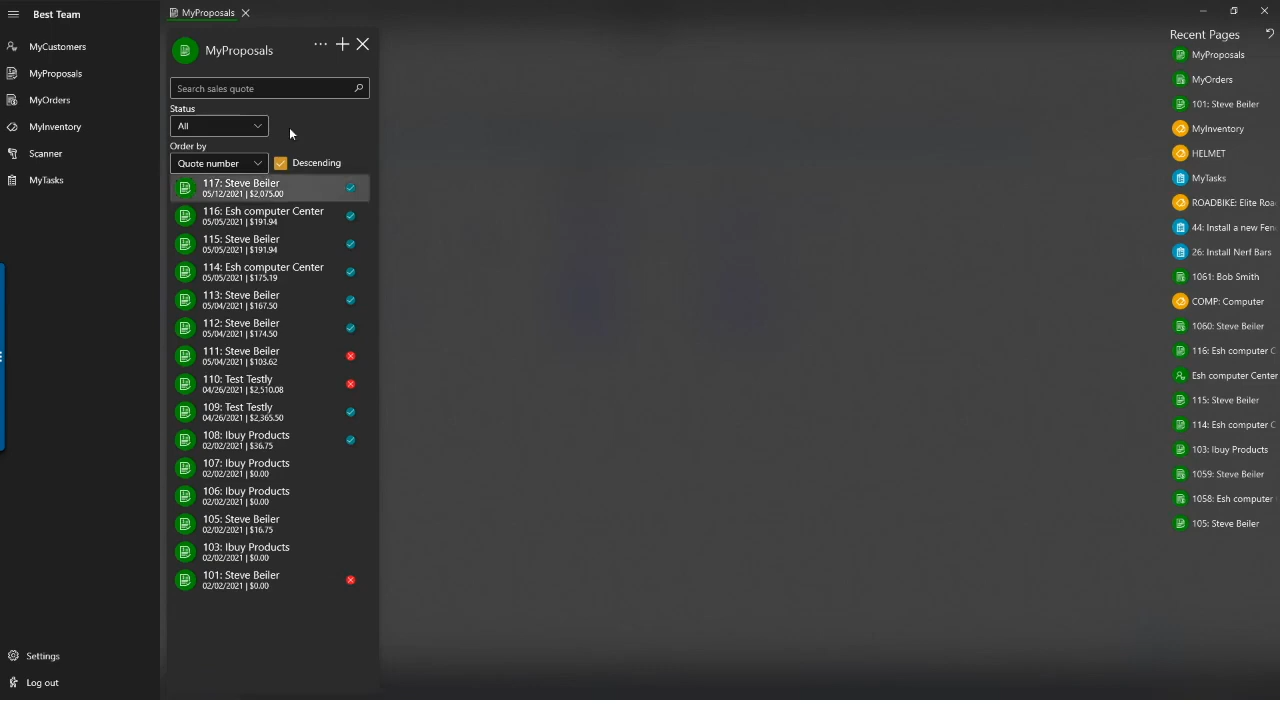 Best Team
MyCustomers
MyProposals
MyOrders
MyInventory
Scanner
MyTasks
Settings
Log out
MyProposals
MyProposals
Search sales quote
Status
All
Order by
Quote number
Descending
117: Steve Beiler
05/12/2021 | $2,075.00
116: Esh computer Center
05/05/2021 | $191.94
115: Steve Beiler
05/05/2021 | $191.94
114: Esh computer Center
05/05/2021 | $175.19
113: Steve Beiler
05/04/2021 | $167.50
112: Steve Beiler
05/04/2021 | $174.50
111: Steve Beiler
05/04/2021 | $103.62
110: Test Testly
04/26/2021 | $2,510.08
109: Test Testly
04/26/2021 | $2,365.50
108: Ibuy Products
02/02/2021 | $36.75
107: Ibuy Products
02/02/2021 | $0.00
106: Ibuy Products
02/02/2021 | $0.00
105: Steve Beiler
02/02/2021 | $16.75
103: Ibuy Products
02/02/2021 | $0.00
101: Steve Beiler
02/02/2021 | $0.00
Recent Pages
MyProposals
MyOrders
101: Steve Beiler
MyInventory
HELMET
MyTasks
ROADBIKE: Elite Roa
44: Install a new Fen
26: Install Nerf Bars
1061: Bob Smith
COMP: Computer
1060: Steve Beiler
116: Esh computer C
Esh computer Center
115: Steve Beiler
114: Esh computer C
103: Ibuy Products
1059: Steve Beiler
1058: Esh computer
105: Steve Beiler